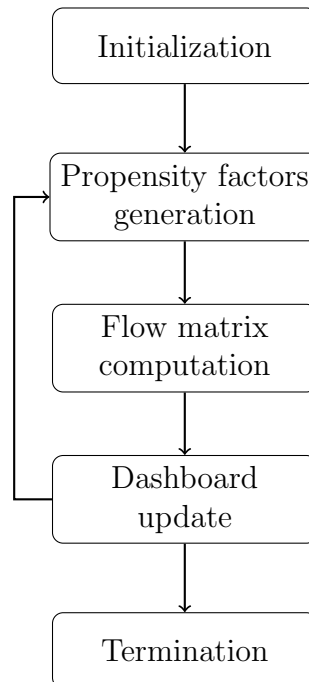 Initialization
Propensity factors
generation
Flow matrix
computation
Dashboard
update
Termination